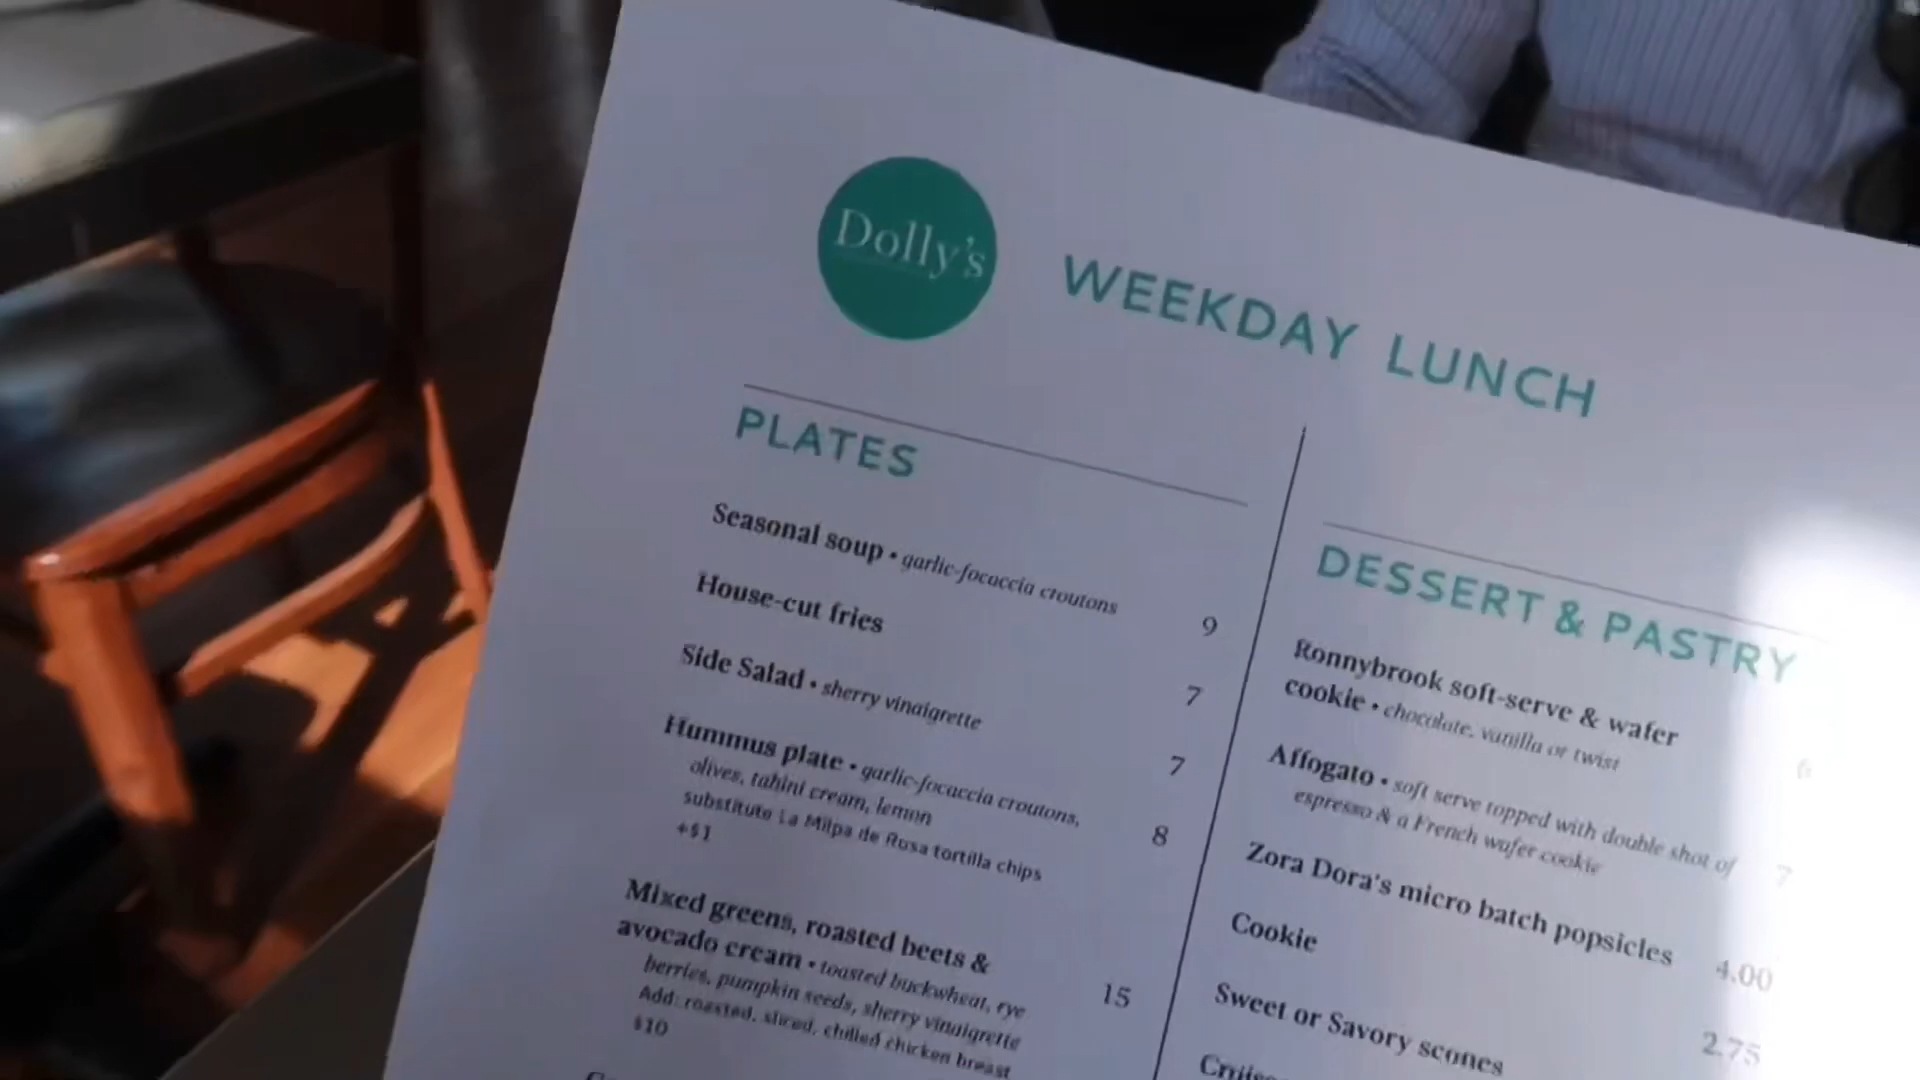 Dolly's
WEEKDAY LUNCH
PLATES
Seasonal soup • garlic-focaccia croutons 9
House-cut fries 7
Side Salad • sherry vinaigrette 7
Hummus plate • garlic-focaccia croutons, 8
olives, tahini cream, lemon
substitute La Milpa de Rosa tortilla chips
+$1
Mixed greens, roasted beets &
avocado cream • toasted buckwheat, rye 15
berries, pumpkin seeds, sherry vinaigrette
Add: roasted, sliced, chilled chicken breast
$10
DESSERT & PASTRY
Ronnybrook soft-serve & wafer
cookie • chocolate, vanilla or twist 6
Affogato • soft serve topped with double shot of 7
espresso & a French wafer cookie
Zora Dora's micro batch popsicles 4.00
Cookie 2.75
Sweet or Savory scones